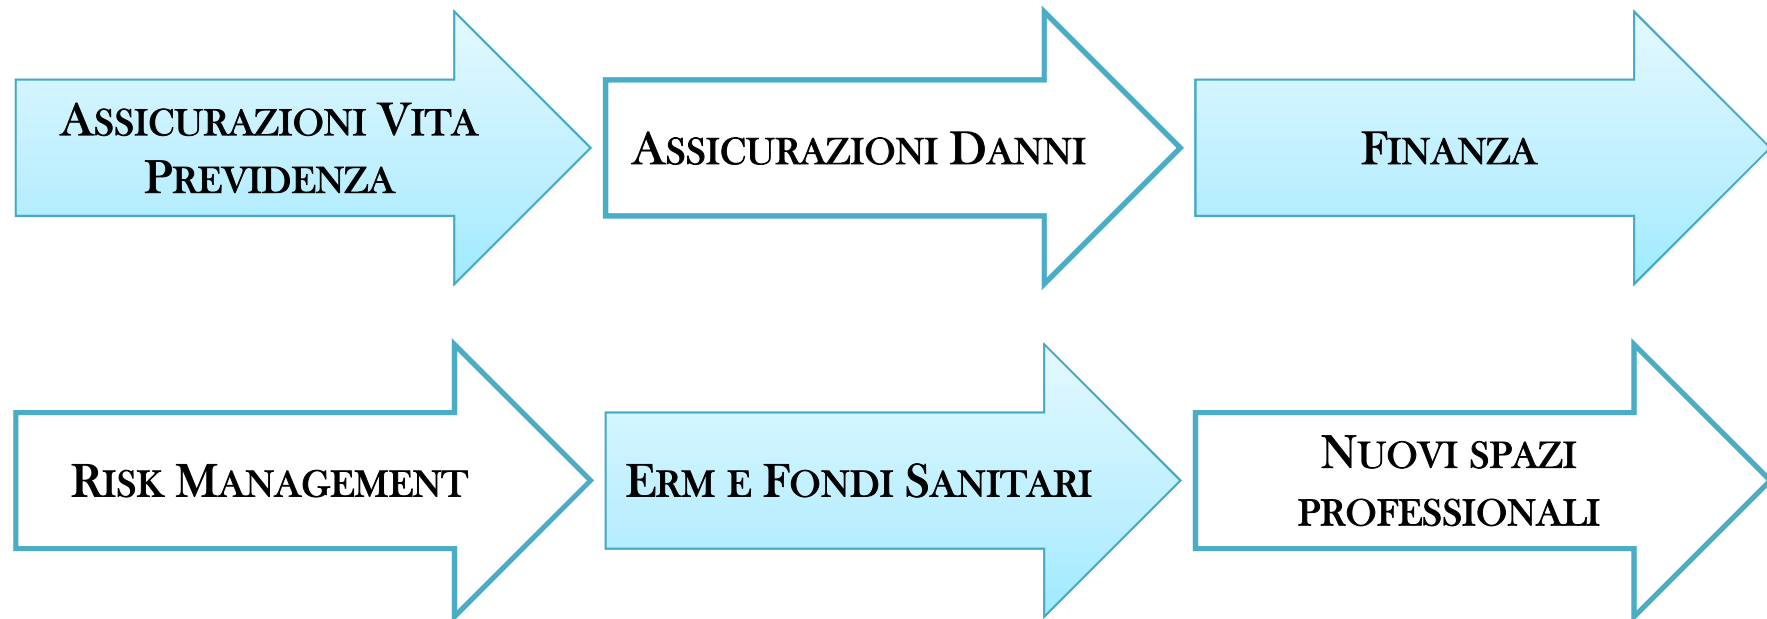 Assicurazioni Vita
Previdenza
Assicurazioni Danni
Finanza
Risk Management
Erm e Fondi Sanitari
Nuovi spazi
professionali